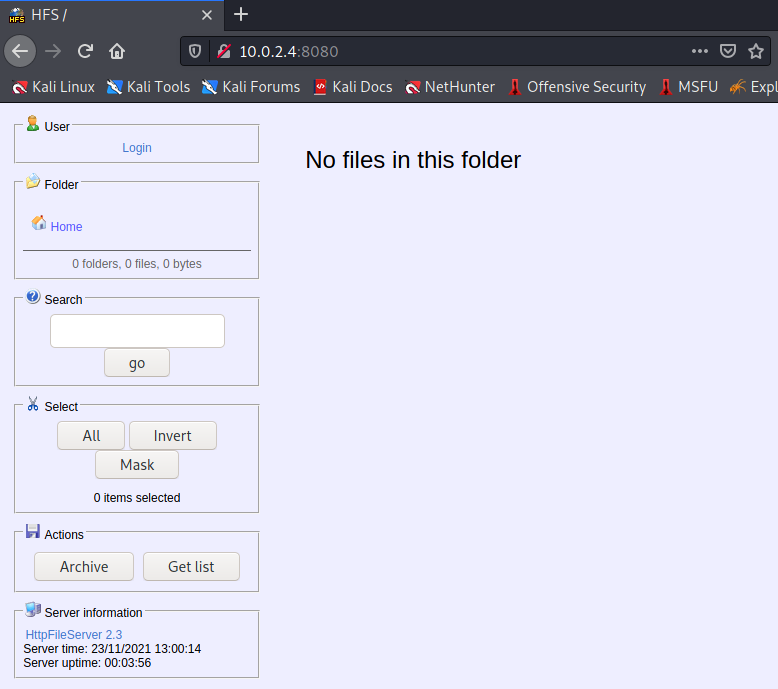 HFS /
10.0.2.4:8080
Kali Linux Kali Tools Kali Forums Kali Docs NetHunter Offensive Security MSFU Expl
User
Login
Folder
Home
0 folders, 0 files, 0 bytes
Search
go
Select
All Invert
Mask
0 items selected
Actions
Archive Get list
Server information
HttpFileServer 2.3
Server time: 23/11/2021 13:00:14
Server uptime: 00:03:56
No files in this folder